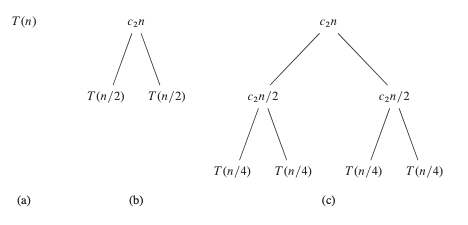 T(n) c₂n c₂n
T(n/2) T(n/2) c₂n/2 c₂n/2
T(n/4) T(n/4) T(n/4) T(n/4)
(a) (b) (c)